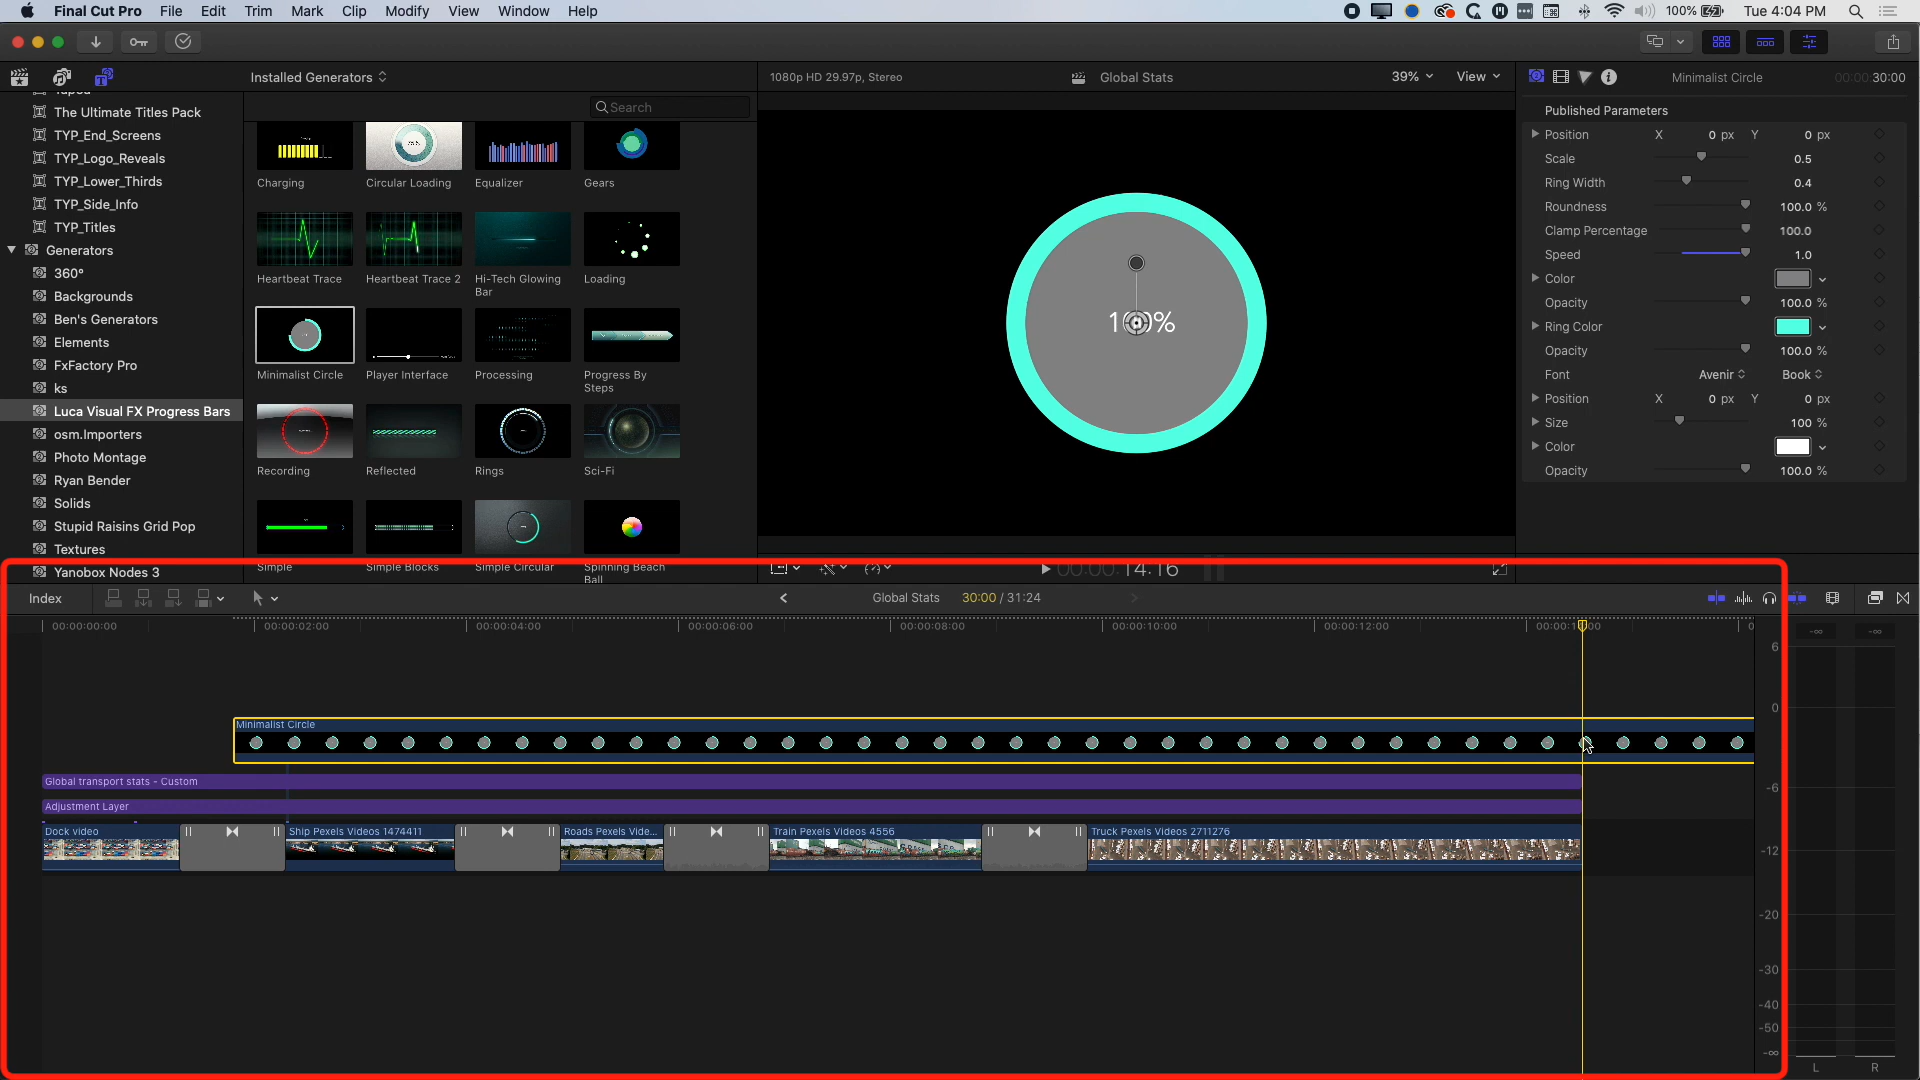 Final Cut Pro File Edit Trim Mark Clip Modify View Window Help 100% Tue 4:04 PM
Installed Generators
1080p HD 29.97p, Stereo Global Stats 39% View
Minimalist Circle 00:00:30:00
The Ultimate Titles Pack
TYP_End_Screens
TYP_Logo_Reveals
TYP_Lower_Thirds
TYP_Side_Info
TYP_Titles
Generators
360°
Backgrounds
Ben's Generators
Elements
FxFactory Pro
ks
Luca Visual FX Progress Bars
osm.Importers
Photo Montage
Ryan Bender
Solids
Stupid Raisins Grid Pop
Textures
Yanobox Nodes 3
Search
Charging Circular Loading Equalizer Gears
Heartbeat Trace Heartbeat Trace 2 Hi-Tech Glowing Bar Loading
Minimalist Circle Player Interface Processing Progress By Steps
Recording Reflected Rings Sci-Fi
Simple Simple Blocks Simple Circular Spinning Beach Ball
100%
Published Parameters
Position X 0 px Y 0 px
Scale 0.5
Ring Width 0.4
Roundness 100.0 %
Clamp Percentage 100.0
Speed 1.0
Color
Opacity 100.0 %
Ring Color
Opacity 100.0 %
Font Avenir Book
Position X 0 px Y 0 px
Size 100 %
Color
Opacity 100.0 %
00:00:14:16
Index Global Stats 30:00 / 31:24
00:00:00:00 00:00:02:00 00:00:04:00 00:00:06:00 00:00:08:00 00:00:10:00 00:00:12:00
Minimalist Circle
Global transport stats - Custom
Adjustment Layer
Dock video Ship Pexels Videos 1474411 Roads Pexels Vide... Train Pexels Videos 4556 Truck Pexels Videos 2711276
-∞ -∞
6
0
-6
-12
-20
-30
-40
-50
-∞
L R